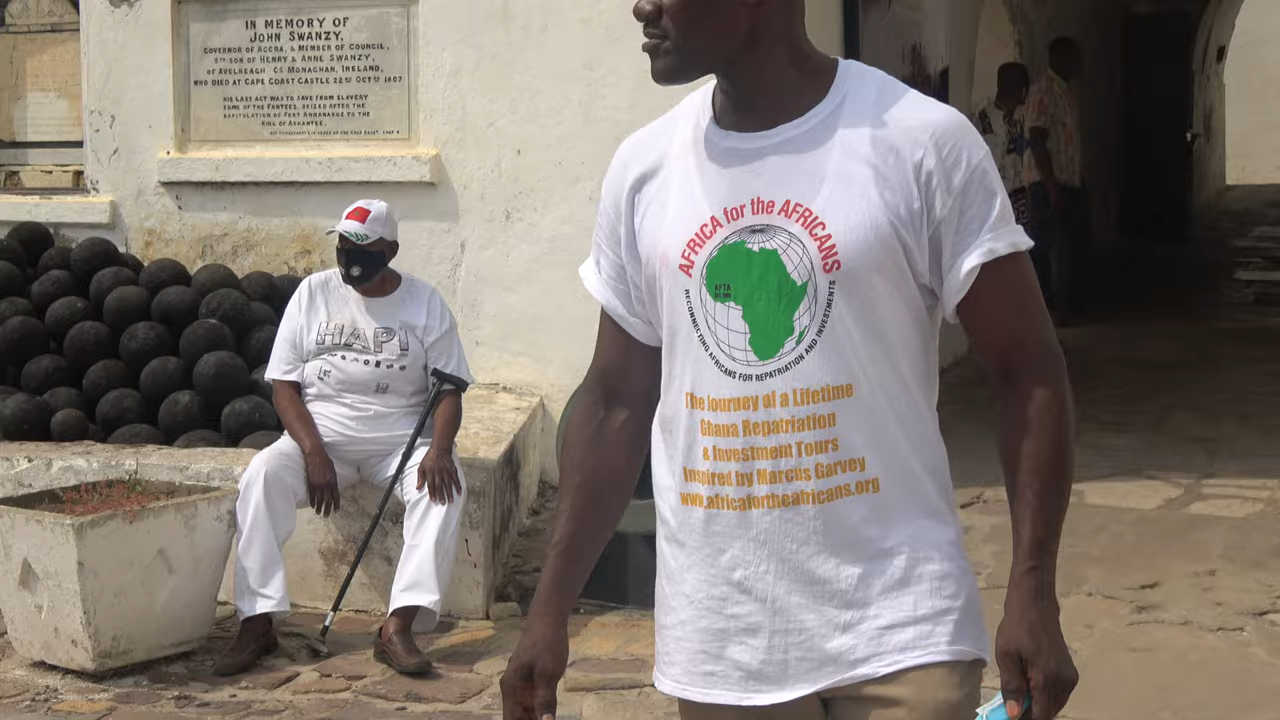 IN MEMORY OF
JOHN SWANZY,
GOVERNOR OF ACCRA, & MEMBER OF COUNCIL,
5TH SON OF HENRY & ANNE SWANZY,
OF AVELREAGH CO MONAGHAN, IRELAND,
WHO DIED AT CAPE COAST CASTLE 22ND OCTR 1807
HIS LAST ACT WAS TO SAVE FROM SLAVERY
SOME OF THE FANTEES, SEIZED AFTER THE
CAPITULATION OF FORT ANNAMABOE TO THE
KING OF ASHANTEE.
HAPI
AFRICA for the AFRICANS
AFTA
RECONNECTING AFRICANS FOR REPATRIATION AND INVESTMENTS
The Journey of a Lifetime
Ghana Repatriation
& Investment Tours
Inspired by Marcus Garvey
www.africafortheafricans.org